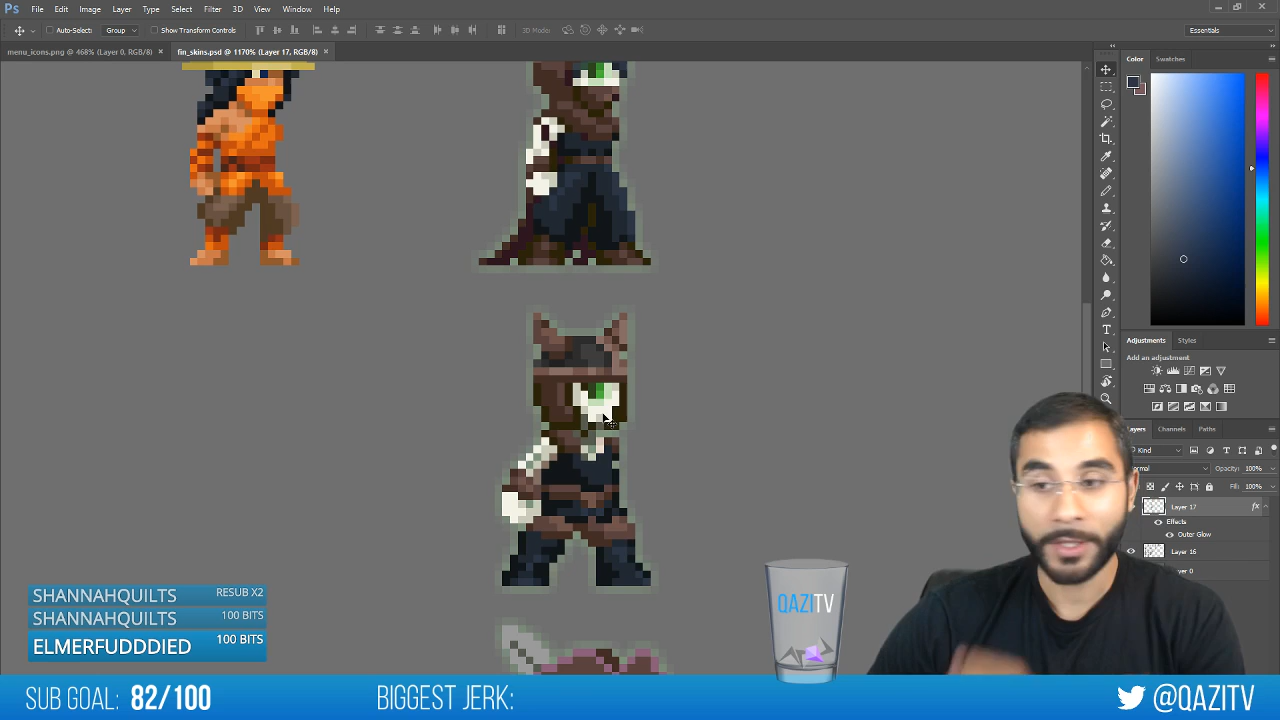 Ps File Edit Image Layer Type Select Filter 3D View Window Help
Auto-Select: Group Show Transform Controls 3D Mode: Essentials
menu_icons.png @ 468% (Layer 0, RGB/8) × fin_skins.psd @ 1170% (Layer 17, RGB/8) ×
Color Swatches
Adjustments Styles
Add an adjustment
Layers Channels Paths
Kind
Opacity: 100%
Fill: 100%
Layer 17 fx
Effects
Outer Glow
Layer 16
SHANNAHQUILTS RESUB X2
SHANNAHQUILTS 100 BITS
ELMERFUDDDIED 100 BITS
QAZITV
SUB GOAL: 82/100 BIGGEST JERK: @QAZITV